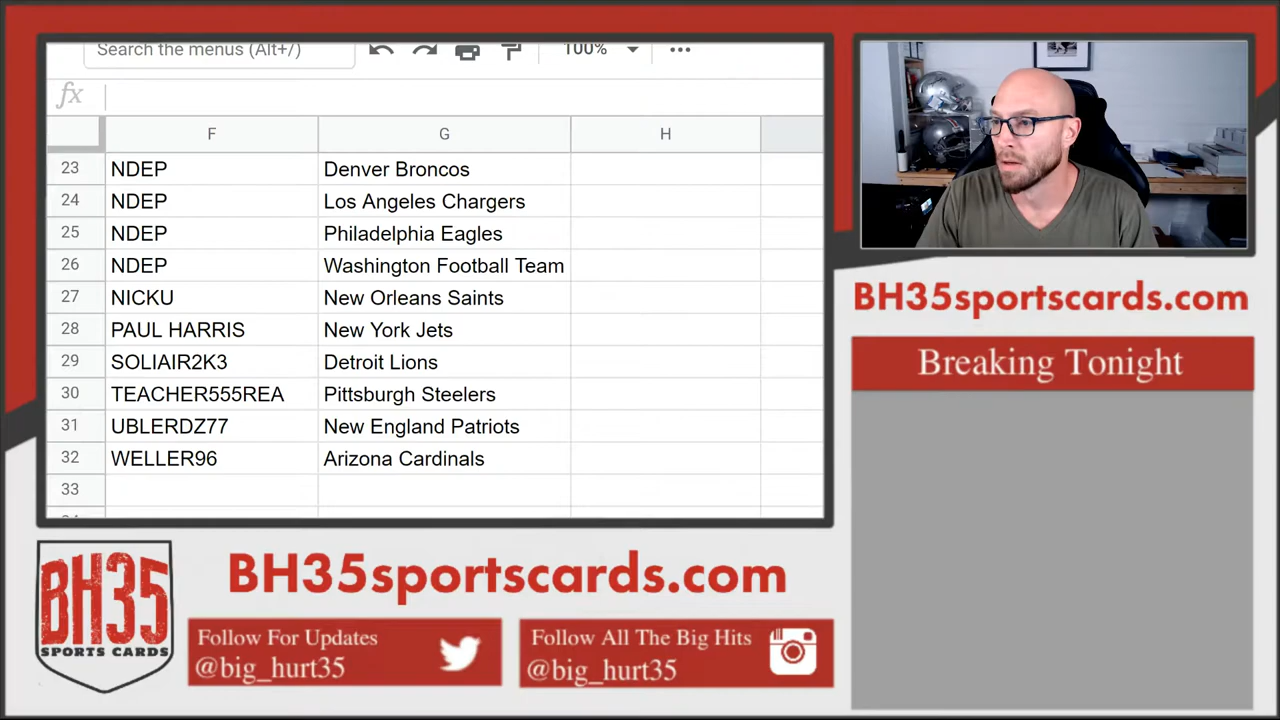 Search the menus (Alt+/) 100%
fx
F G H
23 NDEP Denver Broncos
24 NDEP Los Angeles Chargers
25 NDEP Philadelphia Eagles
26 NDEP Washington Football Team
27 NICKU New Orleans Saints
28 PAUL HARRIS New York Jets
29 SOLIAIR2K3 Detroit Lions
30 TEACHER555REA Pittsburgh Steelers
31 UBLERDZ77 New England Patriots
32 WELLER96 Arizona Cardinals
33
BH35sportscards.com
Breaking Tonight
BH35
SPORTS CARDS
BH35sportscards.com
Follow For Updates
@big_hurt35
Follow All The Big Hits
@big_hurt35